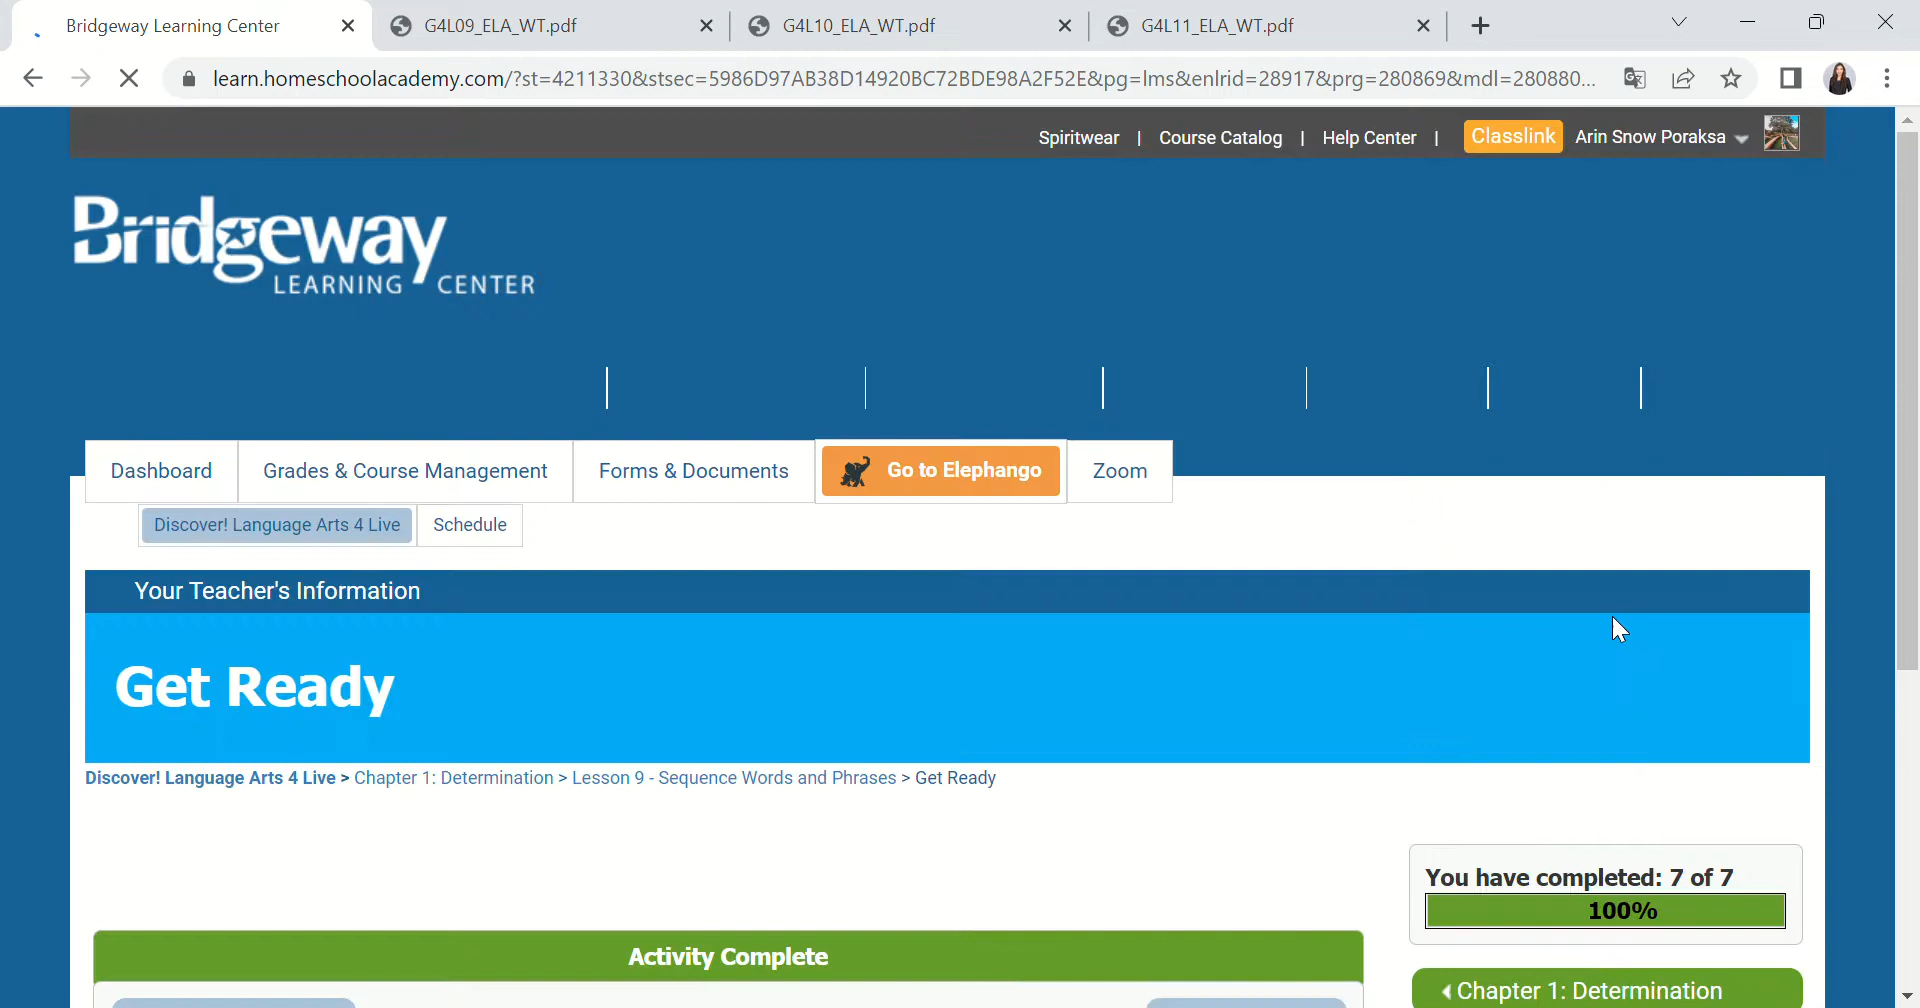 Bridgeway Learning Center
G4L09_ELA_WT.pdf
G4L10_ELA_WT.pdf
G4L11_ELA_WT.pdf
learn.homeschoolacademy.com/?st=4211330&stsec=5986D97AB38D14920BC72BDE98A2F52E&pg=lms&enlrid=28917&prg=280869&mdl=280880...
Spiritwear | Course Catalog | Help Center | Classlink Arin Snow Poraksa
Bridgeway
LEARNING CENTER
Dashboard Grades & Course Management Forms & Documents Go to Elephango Zoom
Discover! Language Arts 4 Live Schedule
Your Teacher's Information
Get Ready
Discover! Language Arts 4 Live > Chapter 1: Determination > Lesson 9 - Sequence Words and Phrases > Get Ready
You have completed: 7 of 7
100%
Activity Complete
Chapter 1: Determination